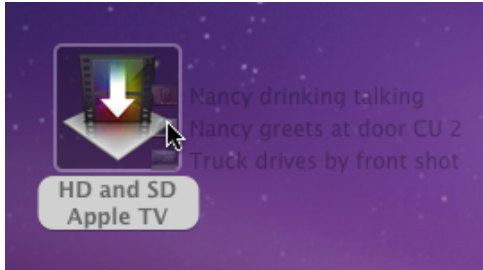 Nancy drinking talking
Nancy greets at door CU 2
Truck drives by front shot
HD and SD
Apple TV